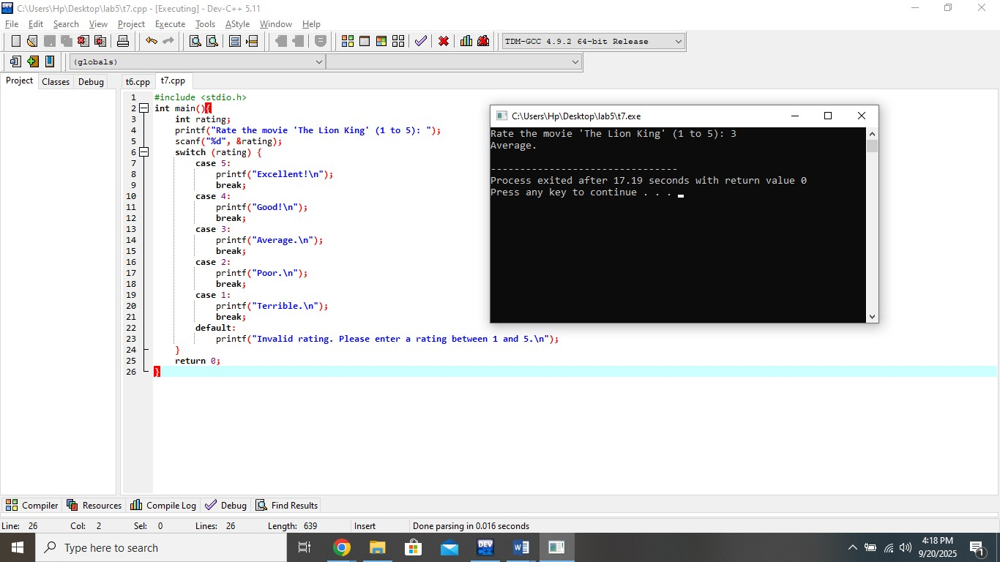 C:\Users\Hp\Desktop\lab5\t7.cpp - [Executing] - Dev-C++ 5.11
File Edit Search View Project Execute Tools AStyle Window Help
TDM-GCC 4.9.2 64-bit Release
(globals)
Project Classes Debug
t6.cpp t7.cpp
1 #include <stdio.h>
2 int main(){
3 int rating;
4 printf("Rate the movie 'The Lion King' (1 to 5): ");
5 scanf("%d", &rating);
6 switch (rating) {
7 case 5:
8 printf("Excellent!\n");
9 break;
10 case 4:
11 printf("Good!\n");
12 break;
13 case 3:
14 printf("Average.\n");
15 break;
16 case 2:
17 printf("Poor.\n");
18 break;
19 case 1:
20 printf("Terrible.\n");
21 break;
22 default:
23 printf("Invalid rating. Please enter a rating between 1 and 5.\n");
24 }
25 return 0;
26 }
C:\Users\Hp\Desktop\lab5\t7.exe
Rate the movie 'The Lion King' (1 to 5): 3
Average.
--------------------------------
Process exited after 17.19 seconds with return value 0
Press any key to continue . . .
Compiler Resources Compile Log Debug Find Results
Line: 26 Col: 2 Sel: 0 Lines: 26 Length: 639 Insert Done parsing in 0.016 seconds
Type here to search
DEV
W
4:18 PM
9/20/2025
1